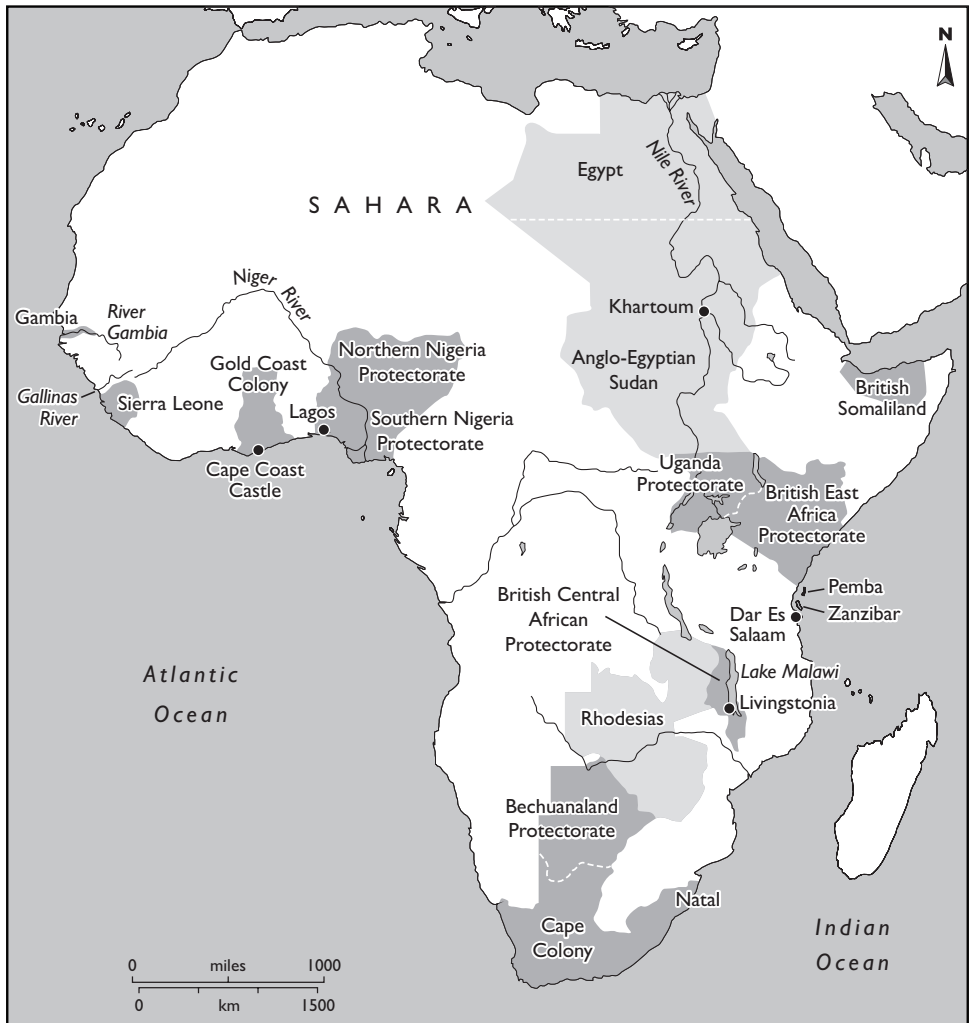 N
Egypt
Nile River
SAHARA
Niger River
Khartoum
Gambia
River
Gambia
Northern Nigeria
Protectorate
Gold Coast
Colony
Anglo-Egyptian
Sudan
British
Somaliland
Gallinas
River
Sierra Leone
Lagos
Southern Nigeria
Protectorate
Cape Coast
Castle
Uganda
Protectorate
British East
Africa
Protectorate
Pemba
Zanzibar
British Central
African
Protectorate
Dar Es
Salaam
Atlantic
Ocean
Lake Malawi
Livingstonia
Rhodesias
Bechuanaland
Protectorate
Natal
Cape
Colony
Indian
Ocean
0 miles 1000
0 km 1500